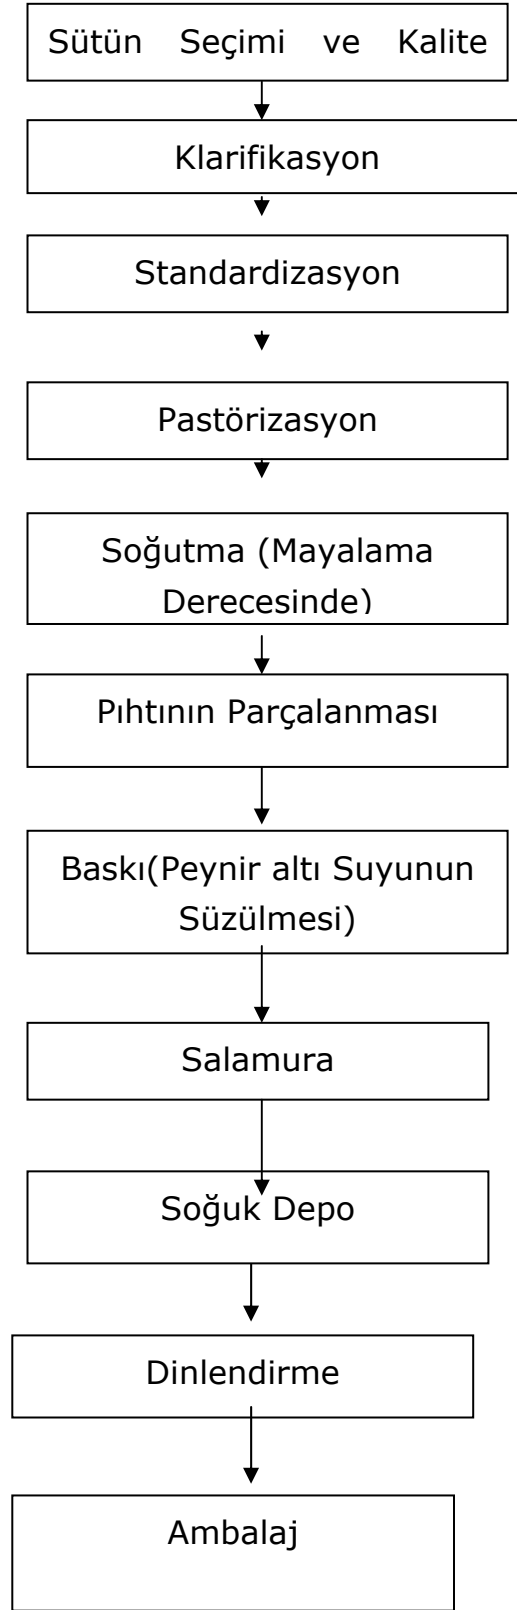 Sütün Seçimi ve Kalite
Klarifikasyon
Standardizasyon
Pastörizasyon
Soğutma (Mayalama
Derecesinde)
Pıhtının Parçalanması
Baskı(Peynir altı Suyunun
Süzülmesi)
Salamura
Soğuk Depo
Dinlendirme
Ambalaj